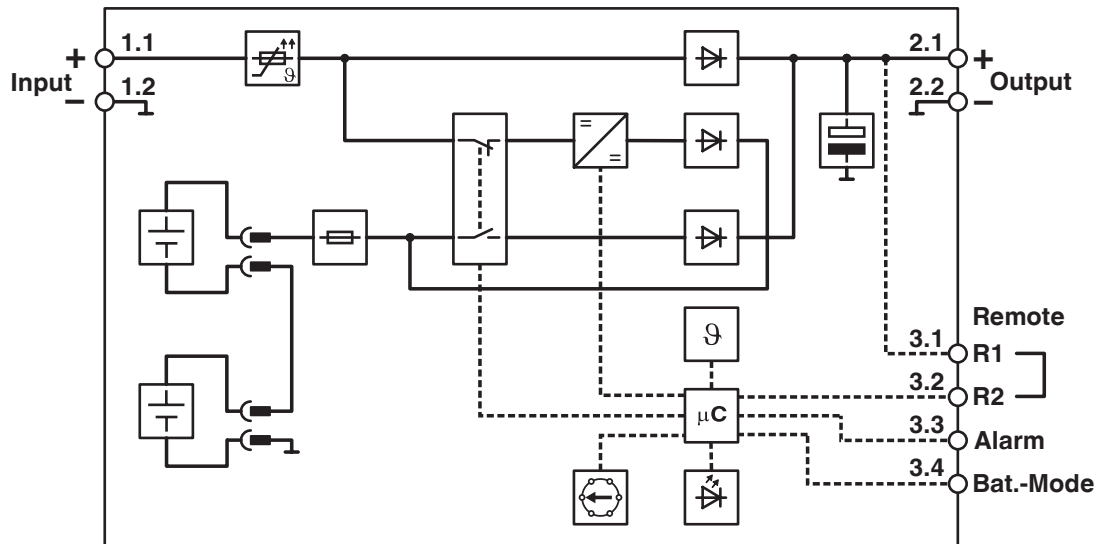 1.1
2.1
+
+
Input
1.2
2.2
Output
−
−
ϑ
=
=
ϑ
Remote
3.1
R1
3.2
R2
µC
3.3
Alarm
3.4
Bat.-Mode